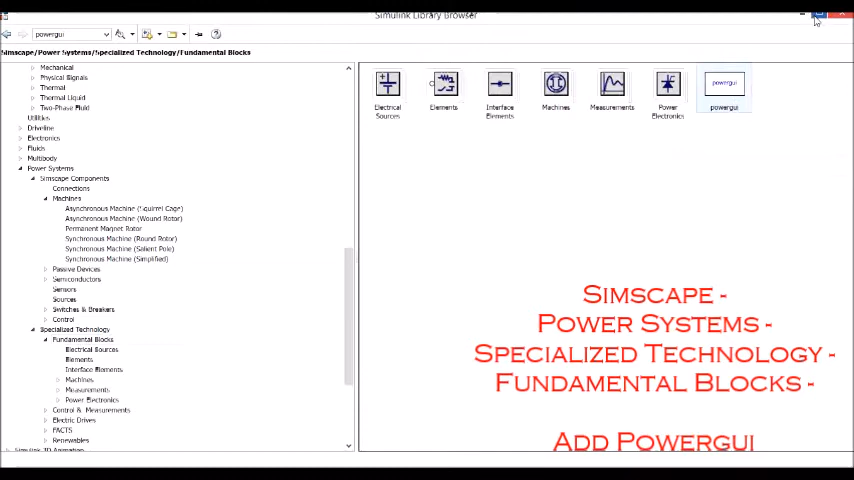 Simulink Library Browser
powergui
Simscape/Power Systems/Specialized Technology/Fundamental Blocks
Mechanical
Physical Signals
Thermal
Thermal Liquid
Two-Phase Fluid
Utilities
Driveline
Electronics
Fluids
Multibody
Power Systems
Simscape Components
Connections
Machines
Asynchronous Machine (Squirrel Cage)
Asynchronous Machine (Wound Rotor)
Permanent Magnet Rotor
Synchronous Machine (Round Rotor)
Synchronous Machine (Salient Pole)
Synchronous Machine (Simplified)
Passive Devices
Semiconductors
Sensors
Sources
Switches & Breakers
Control
Specialized Technology
Fundamental Blocks
Electrical Sources
Elements
Interface Elements
Machines
Measurements
Power Electronics
Control & Measurements
Electric Drives
FACTS
Renewables
Simulink 3D Animation
powergui
Electrical
Sources
Elements
Interface
Elements
Machines
Measurements
Power
Electronics
powergui
Simscape -
Power Systems -
Specialized Technology -
Fundamental Blocks -
Add Powergui